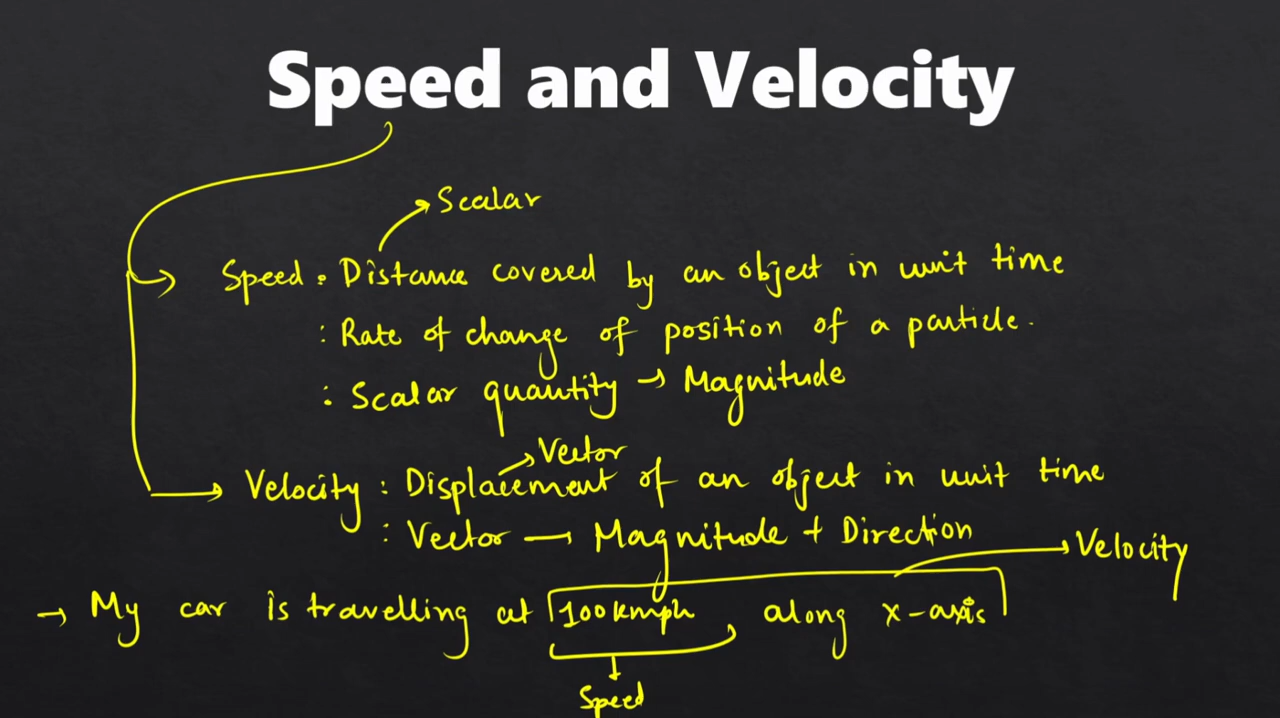 Speed and Velocity
Scalar
Speed : Distance covered by an object in unit time
: Rate of change of position of a particle.
: Scalar quantity → Magnitude
Vector
Velocity : Displacement of an object in unit time
: Vector → Magnitude + Direction
Velocity
→ My car is travelling at 100kmph along x-axis
Speed